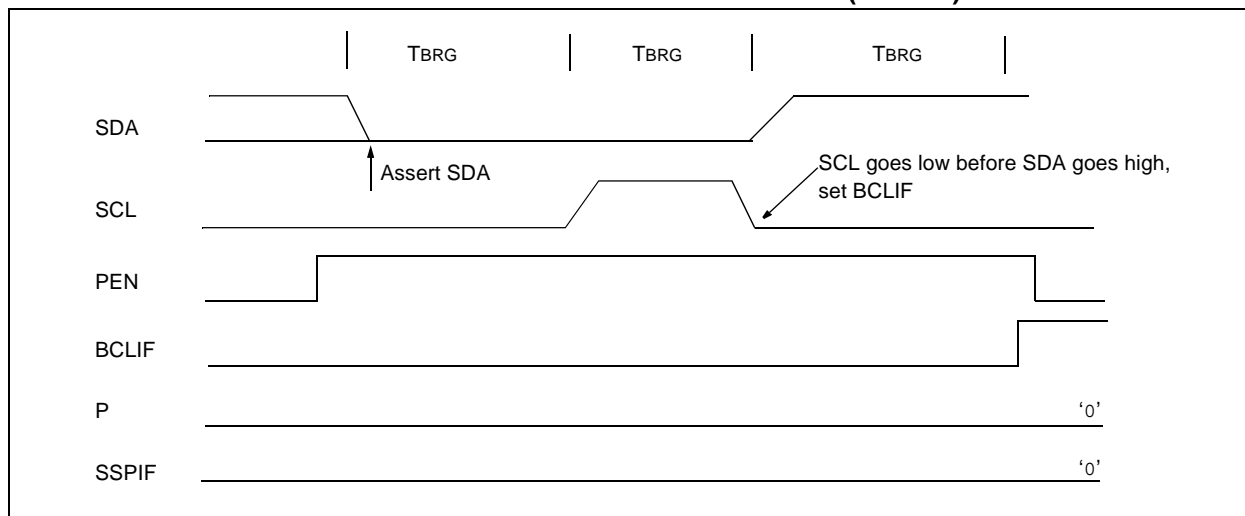 TBRG TBRG TBRG
SDA
Assert SDA
SCL goes low before SDA goes high,
set BCLIF
SCL
PEN
BCLIF
P
‘0’
SSPIF
‘0’